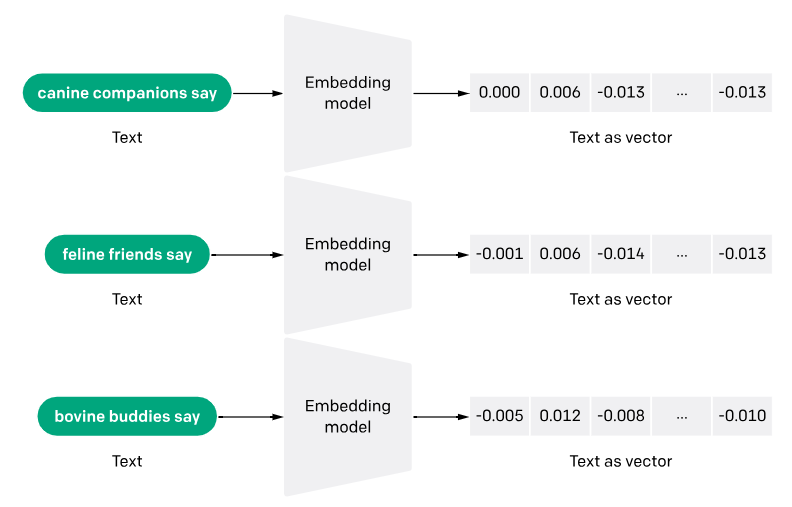 canine companions say
Embedding
model
0.000 0.006 -0.013 ... -0.013
Text
Text as vector
feline friends say
Embedding
model
-0.001 0.006 -0.014 ... -0.013
Text
Text as vector
bovine buddies say
Embedding
model
-0.005 0.012 -0.008 ... -0.010
Text
Text as vector